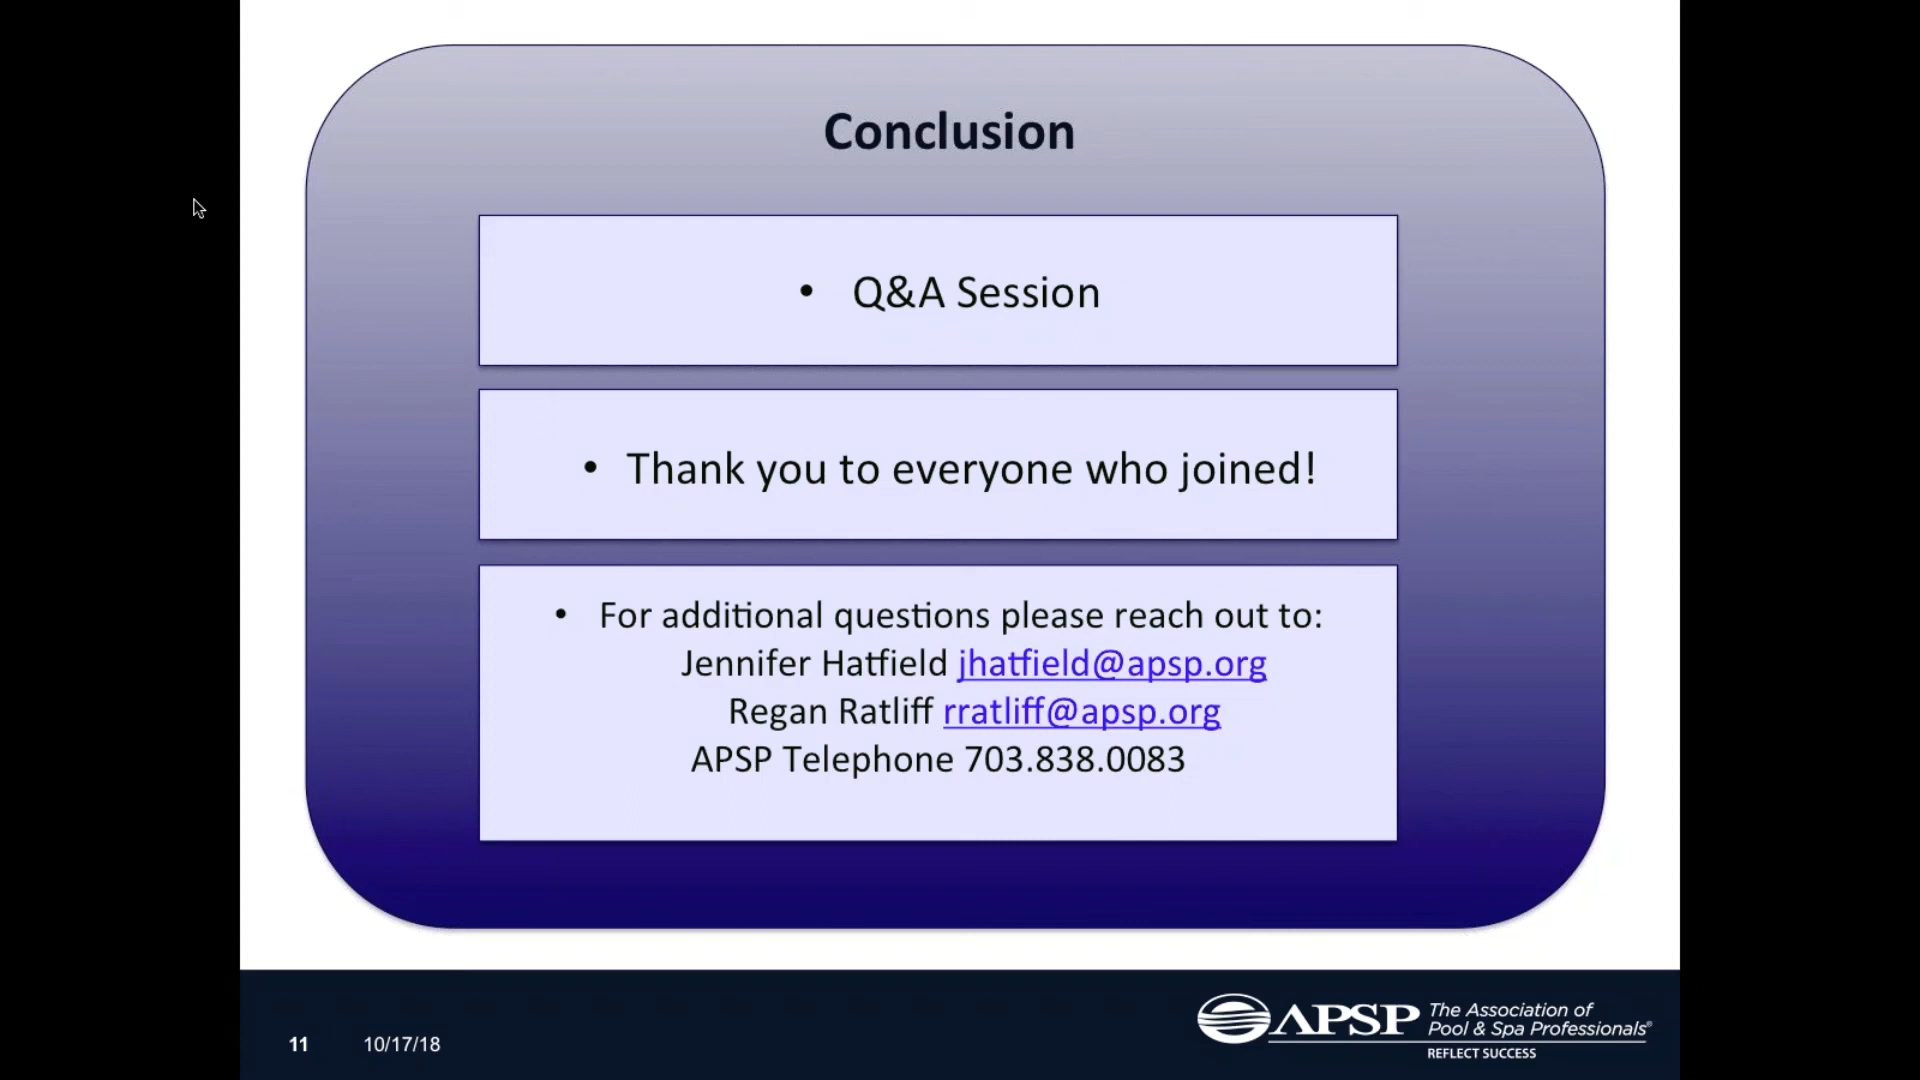 Conclusion
• Q&A Session
• Thank you to everyone who joined!
• For additional questions please reach out to:
Jennifer Hatfield jhatfield@apsp.org
Regan Ratliff rratliff@apsp.org
APSP Telephone 703.838.0083
11 10/17/18
APSP The Association of
Pool & Spa Professionals®
REFLECT SUCCESS